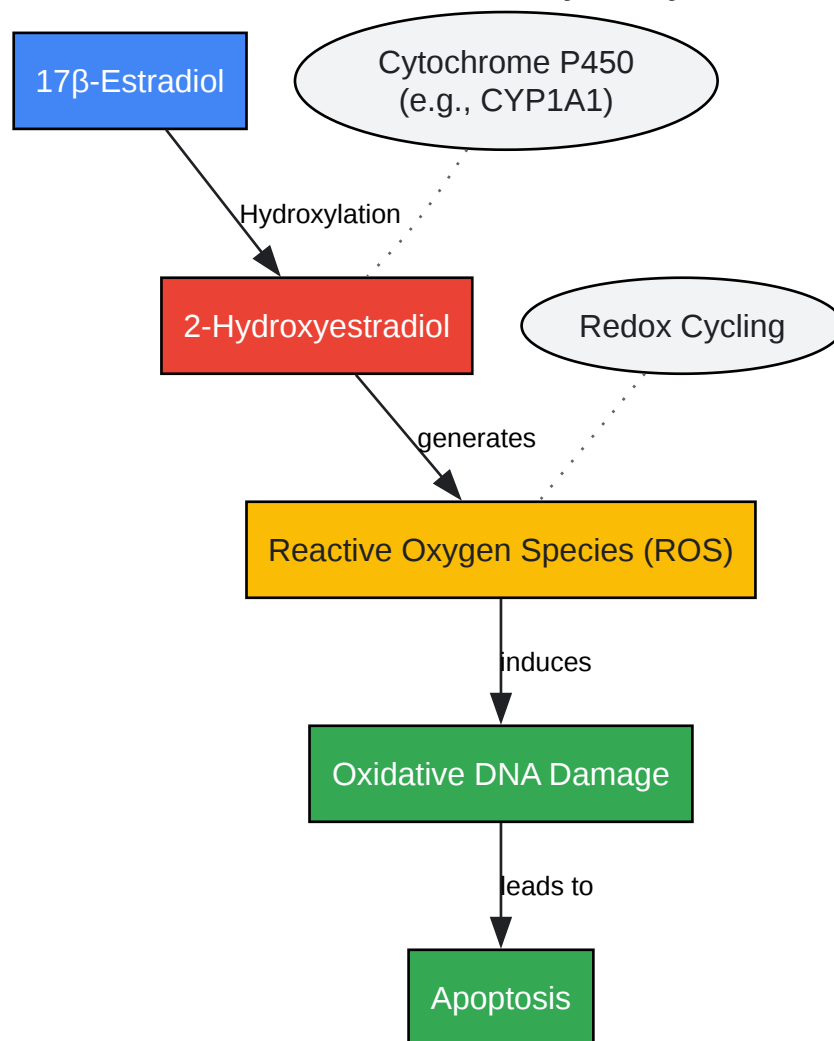 17β-Estradiol
Cytochrome P450
(e.g., CYP1A1)
Hydroxylation
2-Hydroxyestradiol
Redox Cycling
generates
Reactive Oxygen Species (ROS)
induces
Oxidative DNA Damage
leads to
Apoptosis